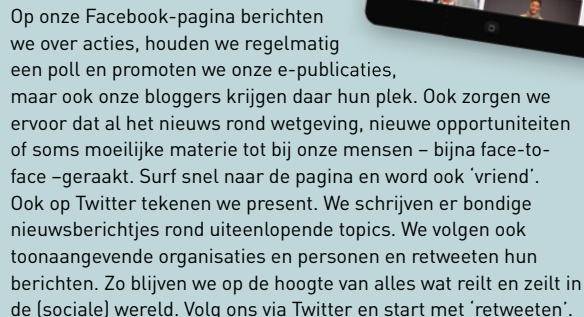 Op onze Facebook-pagina berichten
we over acties, houden we regelmatig
een poll en promoten we onze e-publicaties,
maar ook onze bloggers krijgen daar hun plek. Ook zorgen we
ervoor dat al het nieuws rond wetgeving, nieuwe opportuniteiten
of soms moeilijke materie tot bij onze mensen – bijna face-to-
face –geraakt. Surf snel naar de pagina en word ook ‘vriend’.
Ook op Twitter tekenen we present. We schrijven er bondige
nieuwsberichtjes rond uiteenlopende topics. We volgen ook
toonaangevende organisaties en personen en retweeten hun
berichten. Zo blijven we op de hoogte van alles wat reilt en zeilt in
de (sociale) wereld. Volg ons via Twitter en start met ‘retweeten’.